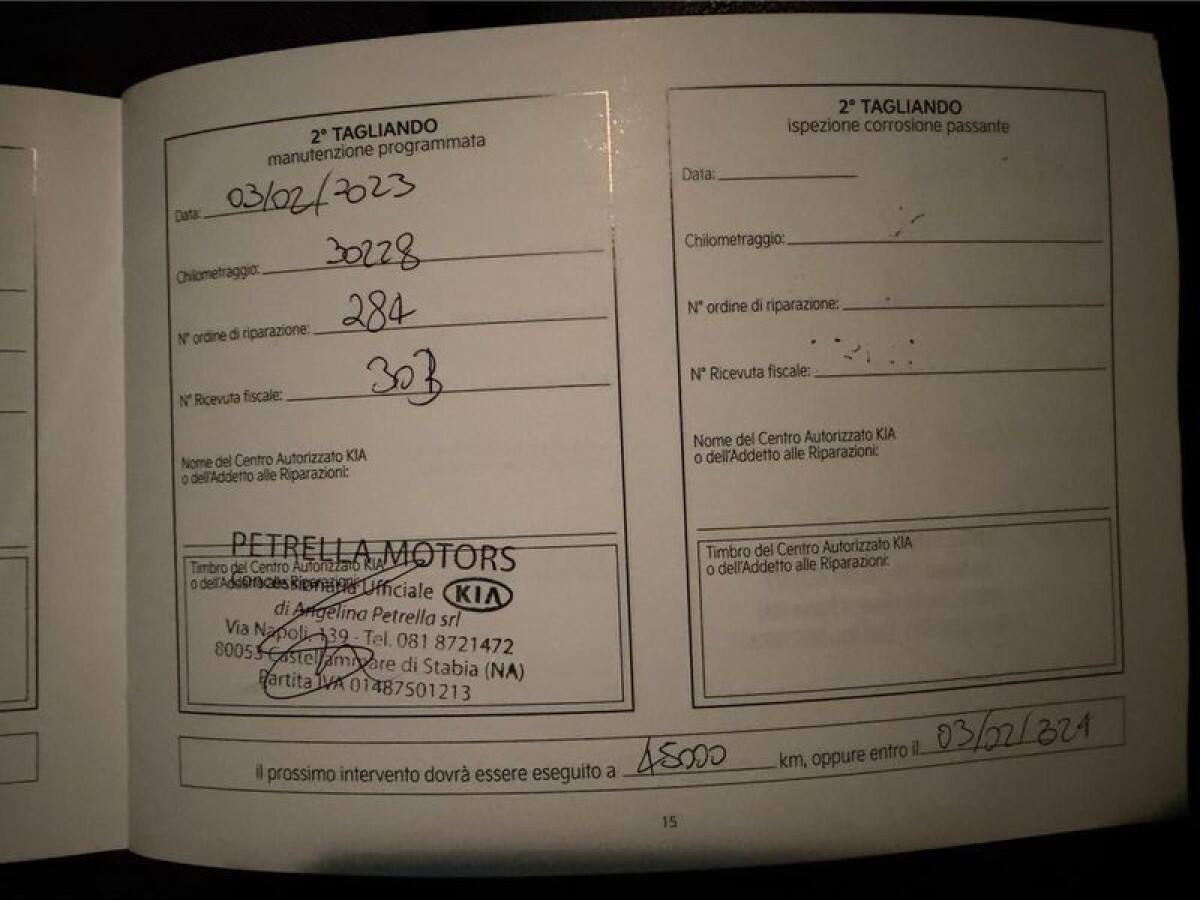 2° TAGLIANDO
manutenzione programmata
Data: 03/02/2023
Chilometraggio: 30228
N° ordine di riparazione: 284
N° Ricevuta fiscale:
Nome del Centro Autorizzato KIA
o dell'Addetto alle Riparazioni:
PETRELLA MOTORS
Timbro del Centro Autorizzato KIA
o dell'Addetto alle Riparazioni:
Concessionaria Ufficiale KIA
di Angelina Petrella srl
Via Napoli, 139 - Tel. 081 8721472
80053 Castellammare di Stabia (NA)
Partita IVA 01487501213
2° TAGLIANDO
ispezione corrosione passante
Data:
Chilometraggio:
N° ordine di riparazione:
N° Ricevuta fiscale:
Nome del Centro Autorizzato KIA
o dell'Addetto alle Riparazioni:
Timbro del Centro Autorizzato KIA
o dell'Addetto alle Riparazioni:
il prossimo intervento dovrà essere eseguito a 45000 km, oppure entro il 03/02/2024
15